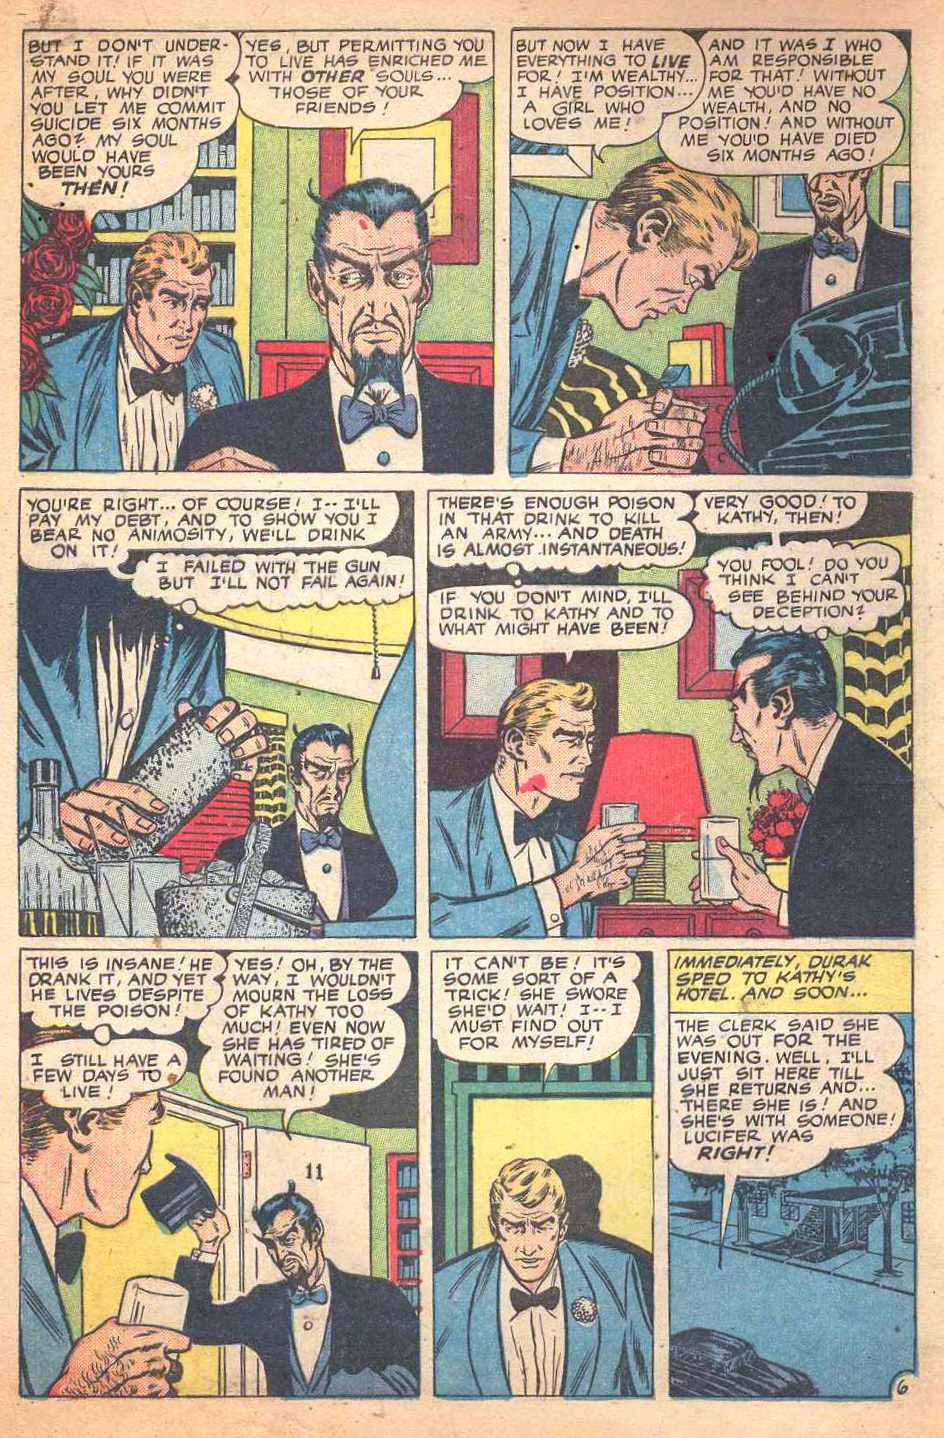 BUT I DON'T UNDER-
STAND IT! IF IT WAS
MY SOUL YOU WERE
AFTER, WHY DIDN'T
YOU LET ME COMMIT
SUICIDE SIX MONTHS
AGO? MY SOUL
WOULD HAVE
BEEN YOURS
THEN!
YES, BUT PERMITTING YOU
TO LIVE HAS ENRICHED ME
WITH OTHER SOULS...
THOSE OF YOUR
FRIENDS!
BUT NOW I HAVE
EVERYTHING TO LIVE
FOR! I'M WEALTHY...
I HAVE POSITION...
A GIRL WHO
LOVES ME!
AND IT WAS I WHO
AM RESPONSIBLE
FOR THAT! WITHOUT
ME YOU'D HAVE NO
WEALTH, AND NO
POSITION! AND WITHOUT
ME YOU'D HAVE DIED
SIX MONTHS AGO!
YOU'RE RIGHT... OF COURSE! I-- I'LL
PAY MY DEBT, AND TO SHOW YOU I
BEAR NO ANIMOSITY, WE'LL DRINK
ON IT!
I FAILED WITH THE GUN
BUT I'LL NOT FAIL AGAIN!
THERE'S ENOUGH POISON
IN THAT DRINK TO KILL
AN ARMY... AND DEATH
IS ALMOST INSTANTANEOUS!
IF YOU DON'T MIND, I'LL
DRINK TO KATHY AND TO
WHAT MIGHT HAVE BEEN!
VERY GOOD! TO
KATHY, THEN!
YOU FOOL! DO YOU
THINK I CAN'T
SEE BEHIND YOUR
DECEPTION?
THIS IS INSANE! HE
DRANK IT, AND YET
HE LIVES DESPITE
THE POISON!
I STILL HAVE A
FEW DAYS TO
LIVE!
YES! OH, BY THE
WAY, I WOULDN'T
MOURN THE LOSS
OF KATHY TOO
MUCH! EVEN NOW
SHE HAS TIRED OF
WAITING! SHE'S
FOUND ANOTHER
MAN!
11
IT CAN'T BE! IT'S
SOME SORT OF A
TRICK! SHE SWORE
SHE'D WAIT! I--I
MUST FIND OUT
FOR MYSELF!
IMMEDIATELY, DURAK
SPED TO KATHY'S
HOTEL. AND SOON...
THE CLERK SAID SHE
WAS OUT FOR THE
EVENING. WELL, I'LL
JUST SIT HERE TILL
SHE RETURNS AND...
THERE SHE IS! AND
SHE'S WITH SOMEONE!
LUCIFER WAS
RIGHT!
6